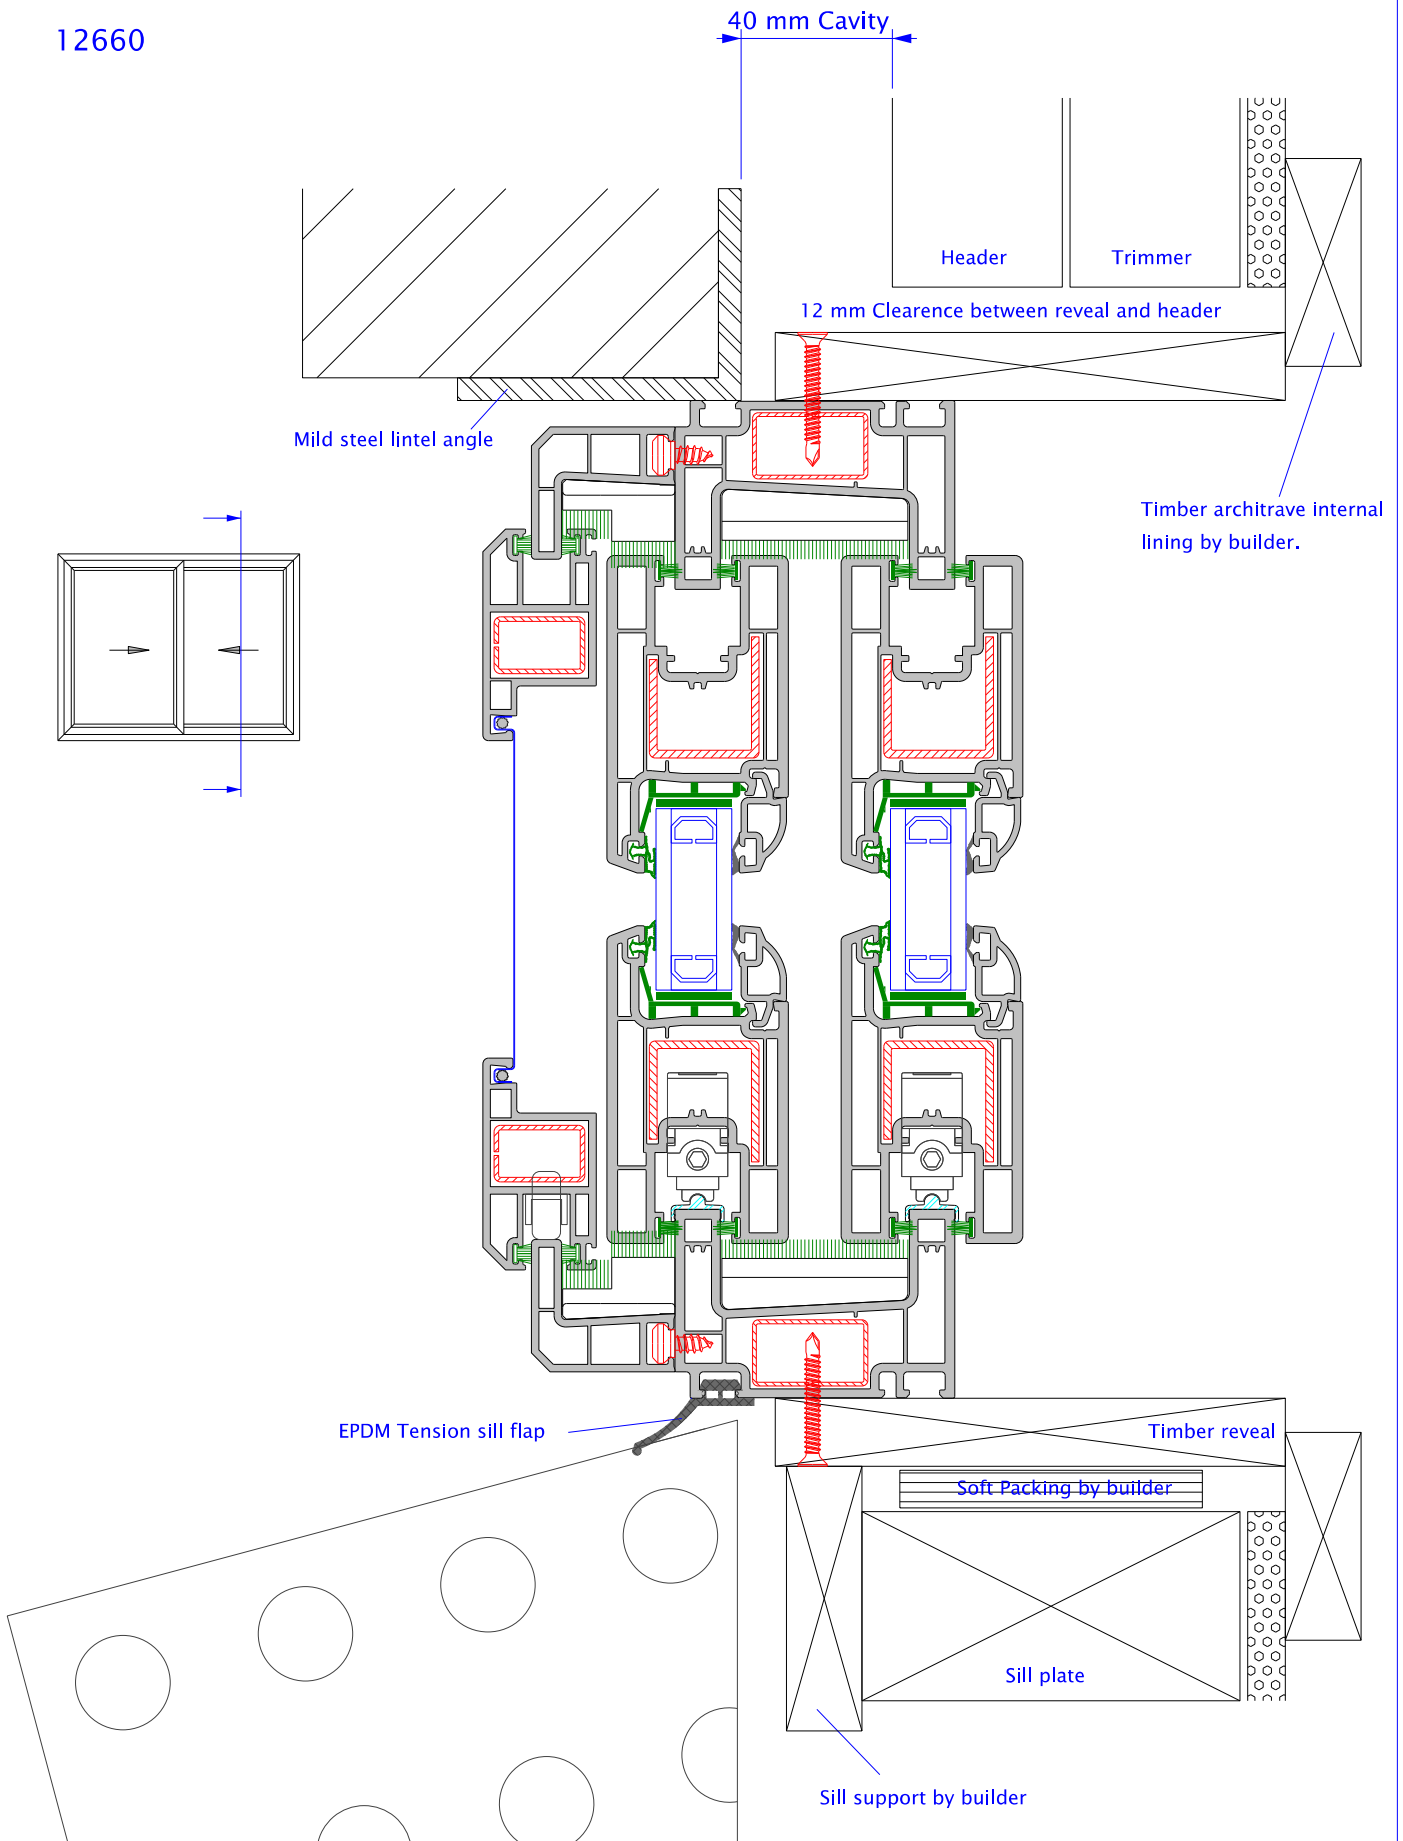 12660
40 mm Cavity
Header
Trimmer
12 mm Clearence between reveal and header
Mild steel lintel angle
Timber architrave internal
lining by builder.
EPDM Tension sill flap
Timber reveal
Soft Packing by builder
Sill plate
Sill support by builder